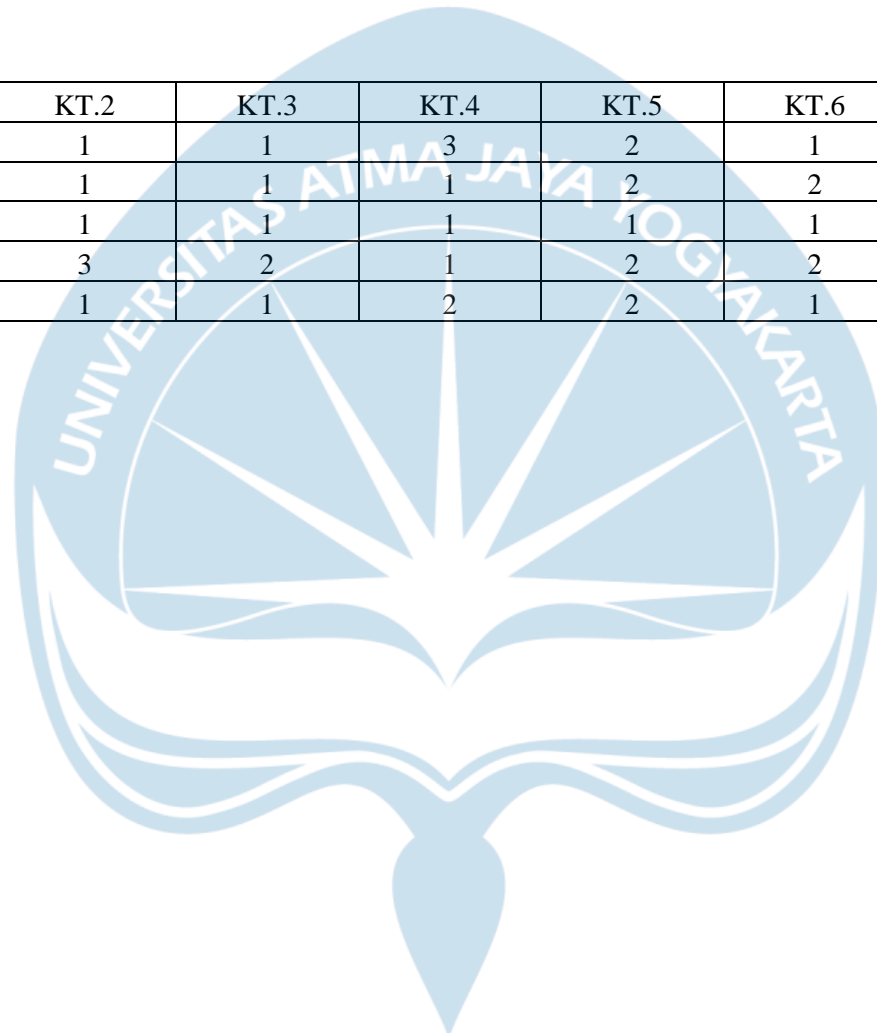 KT.2 KT.3 KT.4 KT.5 KT.6
1 1 3 2 1
1 1 1 2 2
1 1 1 1 1
3 2 1 2 2
1 1 2 2 1
UNIVERSITAS ATMA JAYA YOGYAKARTA